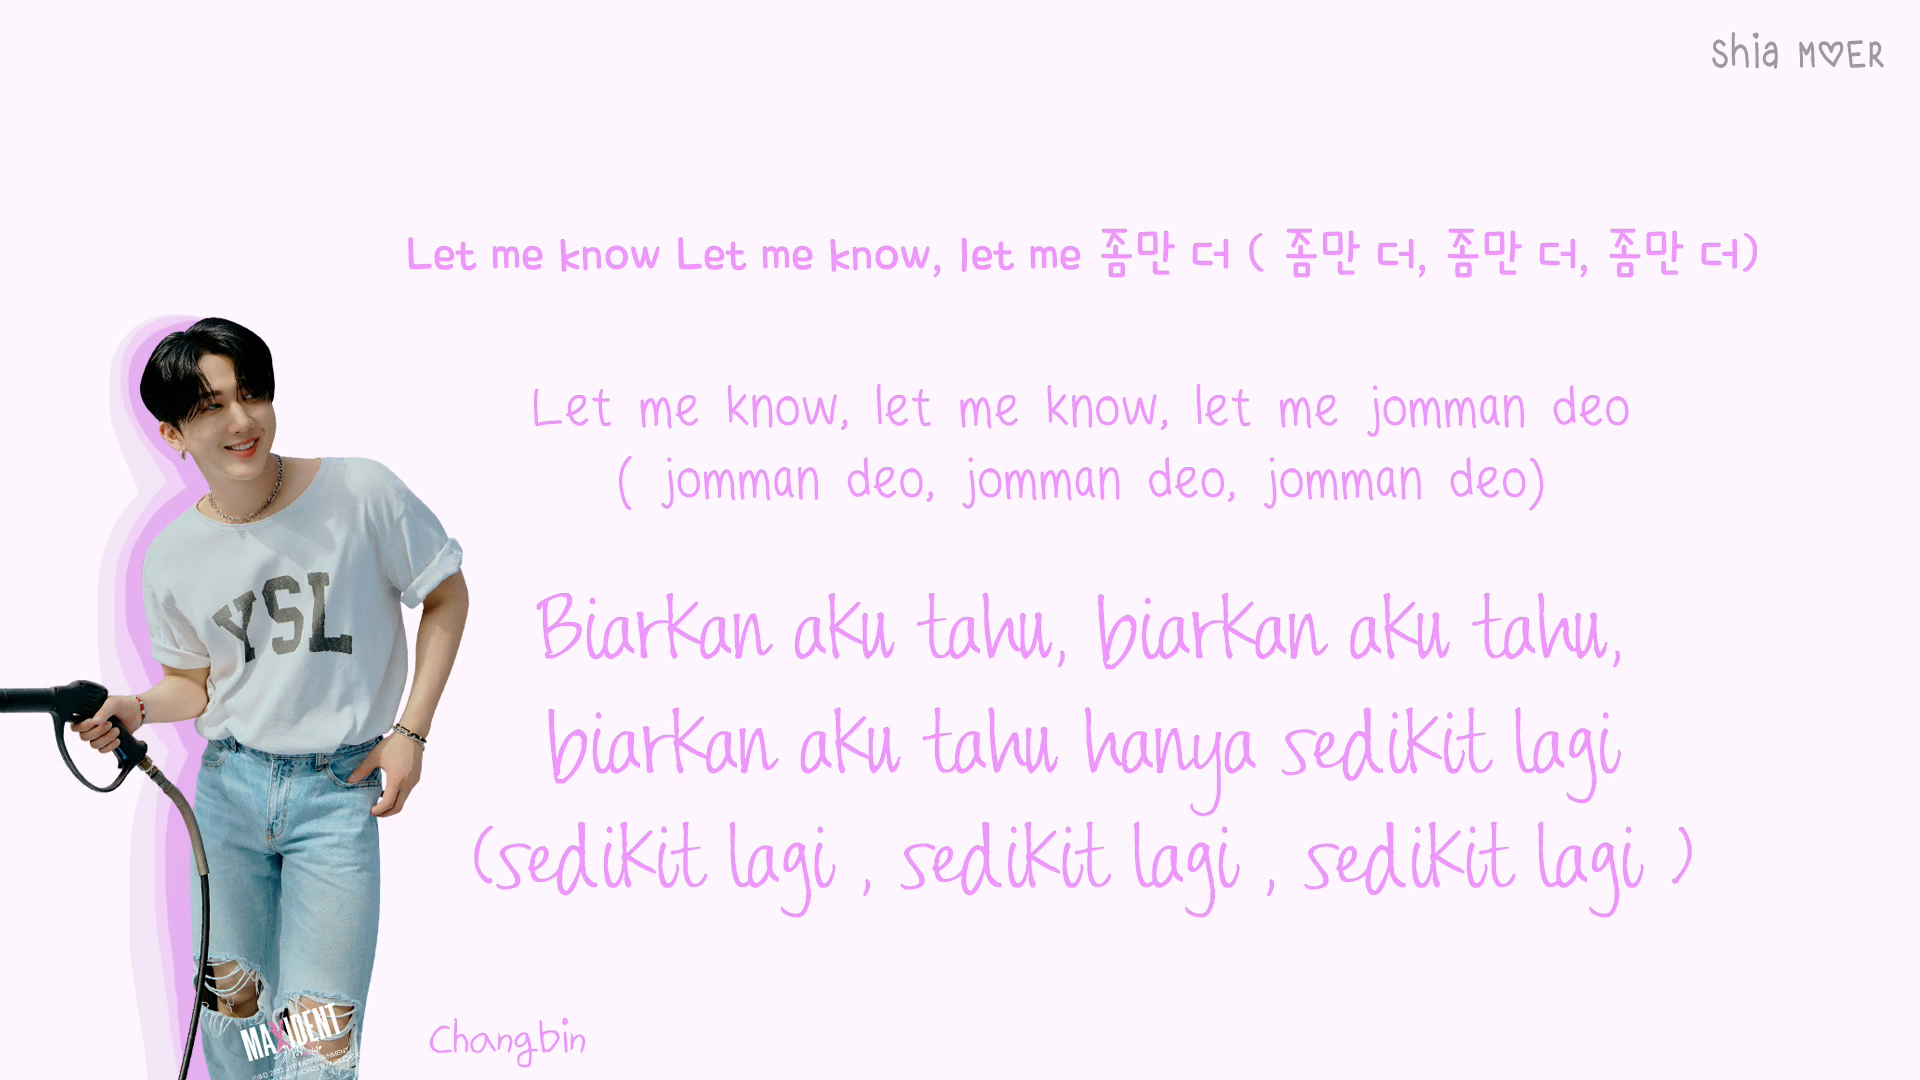 Shia M♡ER
Let me know Let me know, let me 좀만 더 ( 좀만 더, 좀만 더, 좀만 더)
Let me know, let me know, let me jomman deo
( jomman deo, jomman deo, jomman deo)
YSL
Biarkan aku tahu, biarkan aku tahu,
biarkan aku tahu hanya sedikit lagi
(sedikit lagi , sedikit lagi , sedikit lagi )
MAXIDENT
Changbin